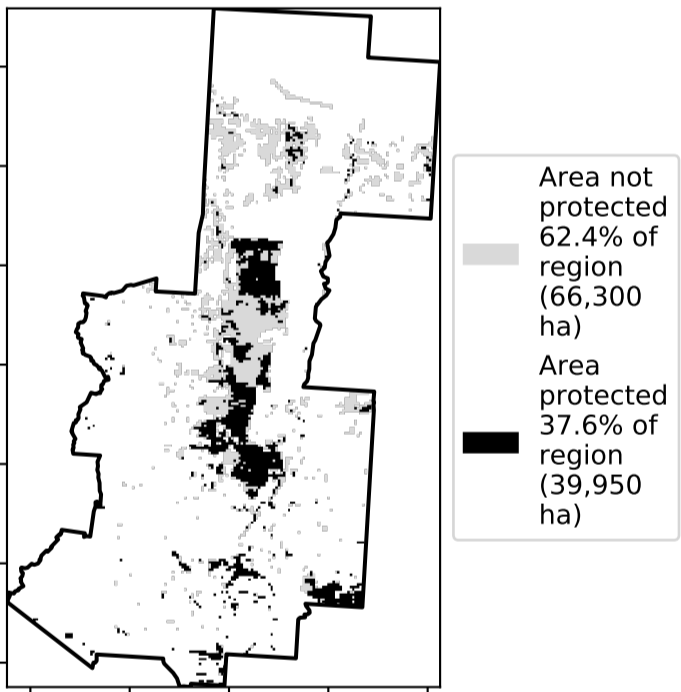 Area not
protected
62.4% of
region
(66,300
ha)
Area
protected
37.6% of
region
(39,950
ha)